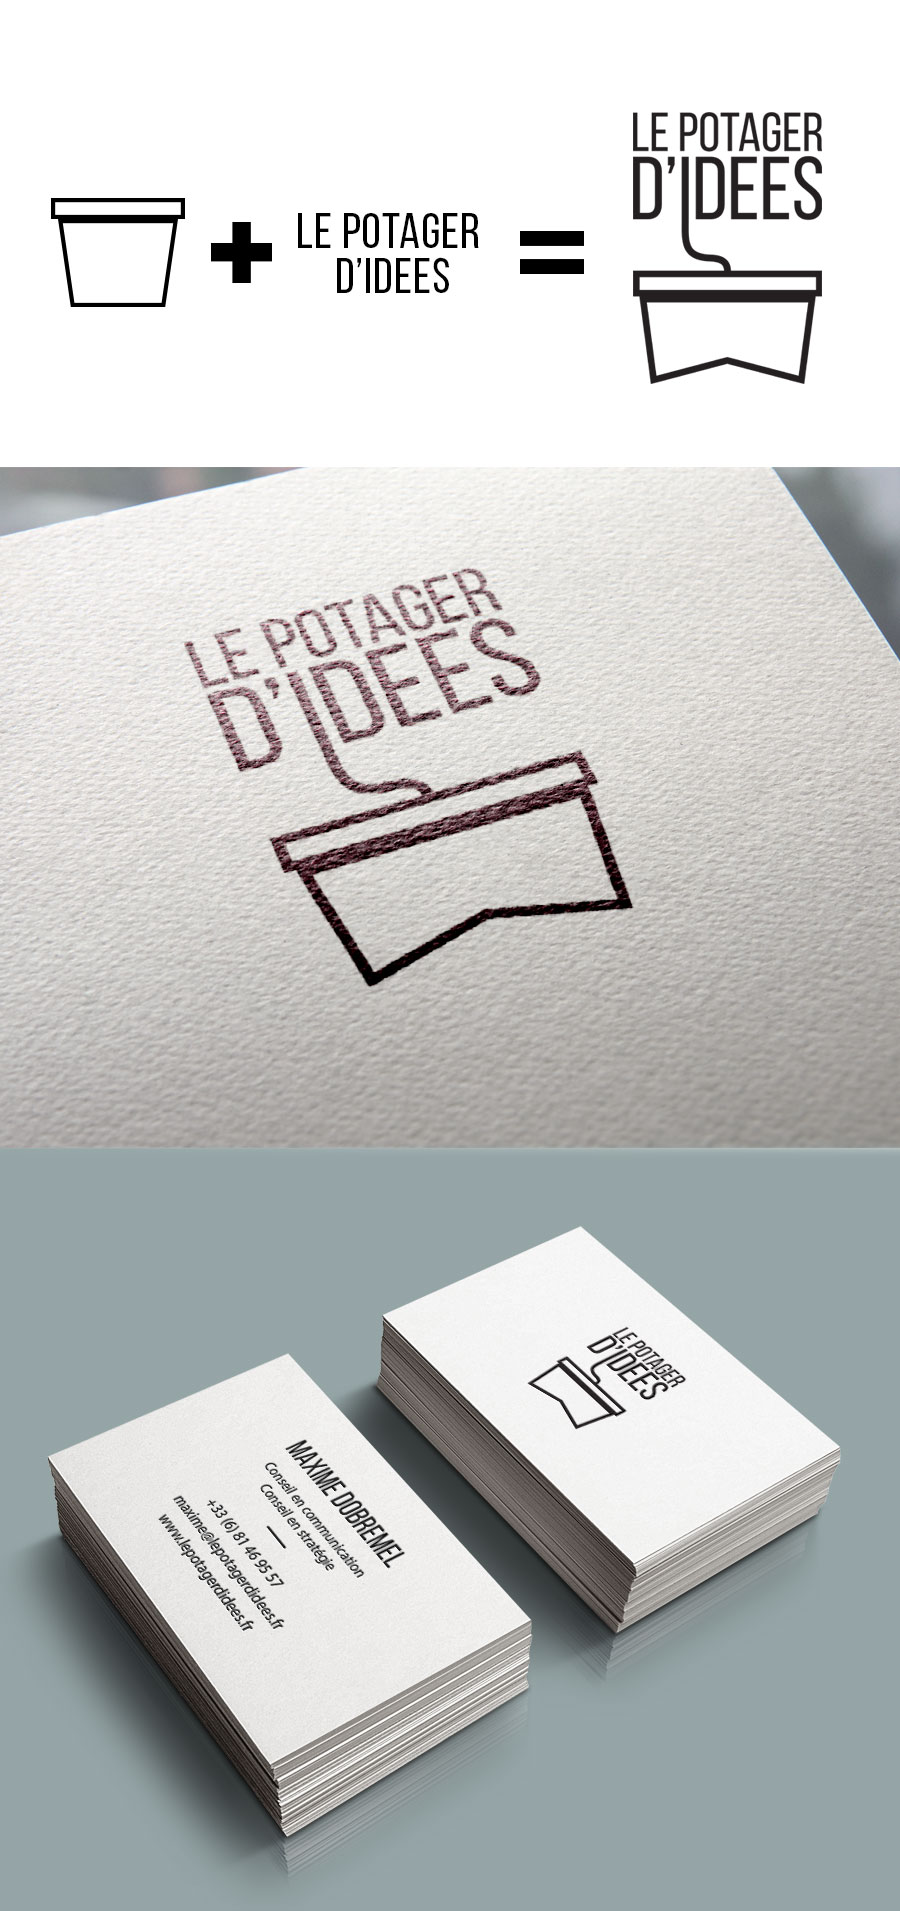 LE POTAGER
D'IDEES
LE POTAGER
D'IDEES
LE POTAGER
D'IDEES
LE POTAGER
D'IDEES
MAXIME DOBREMEL
Conseil en communication
Conseil en stratégie
+33 (6) 81 46 95 57
maxime@lepotagerdidees.fr
www.lepotagerdidees.fr